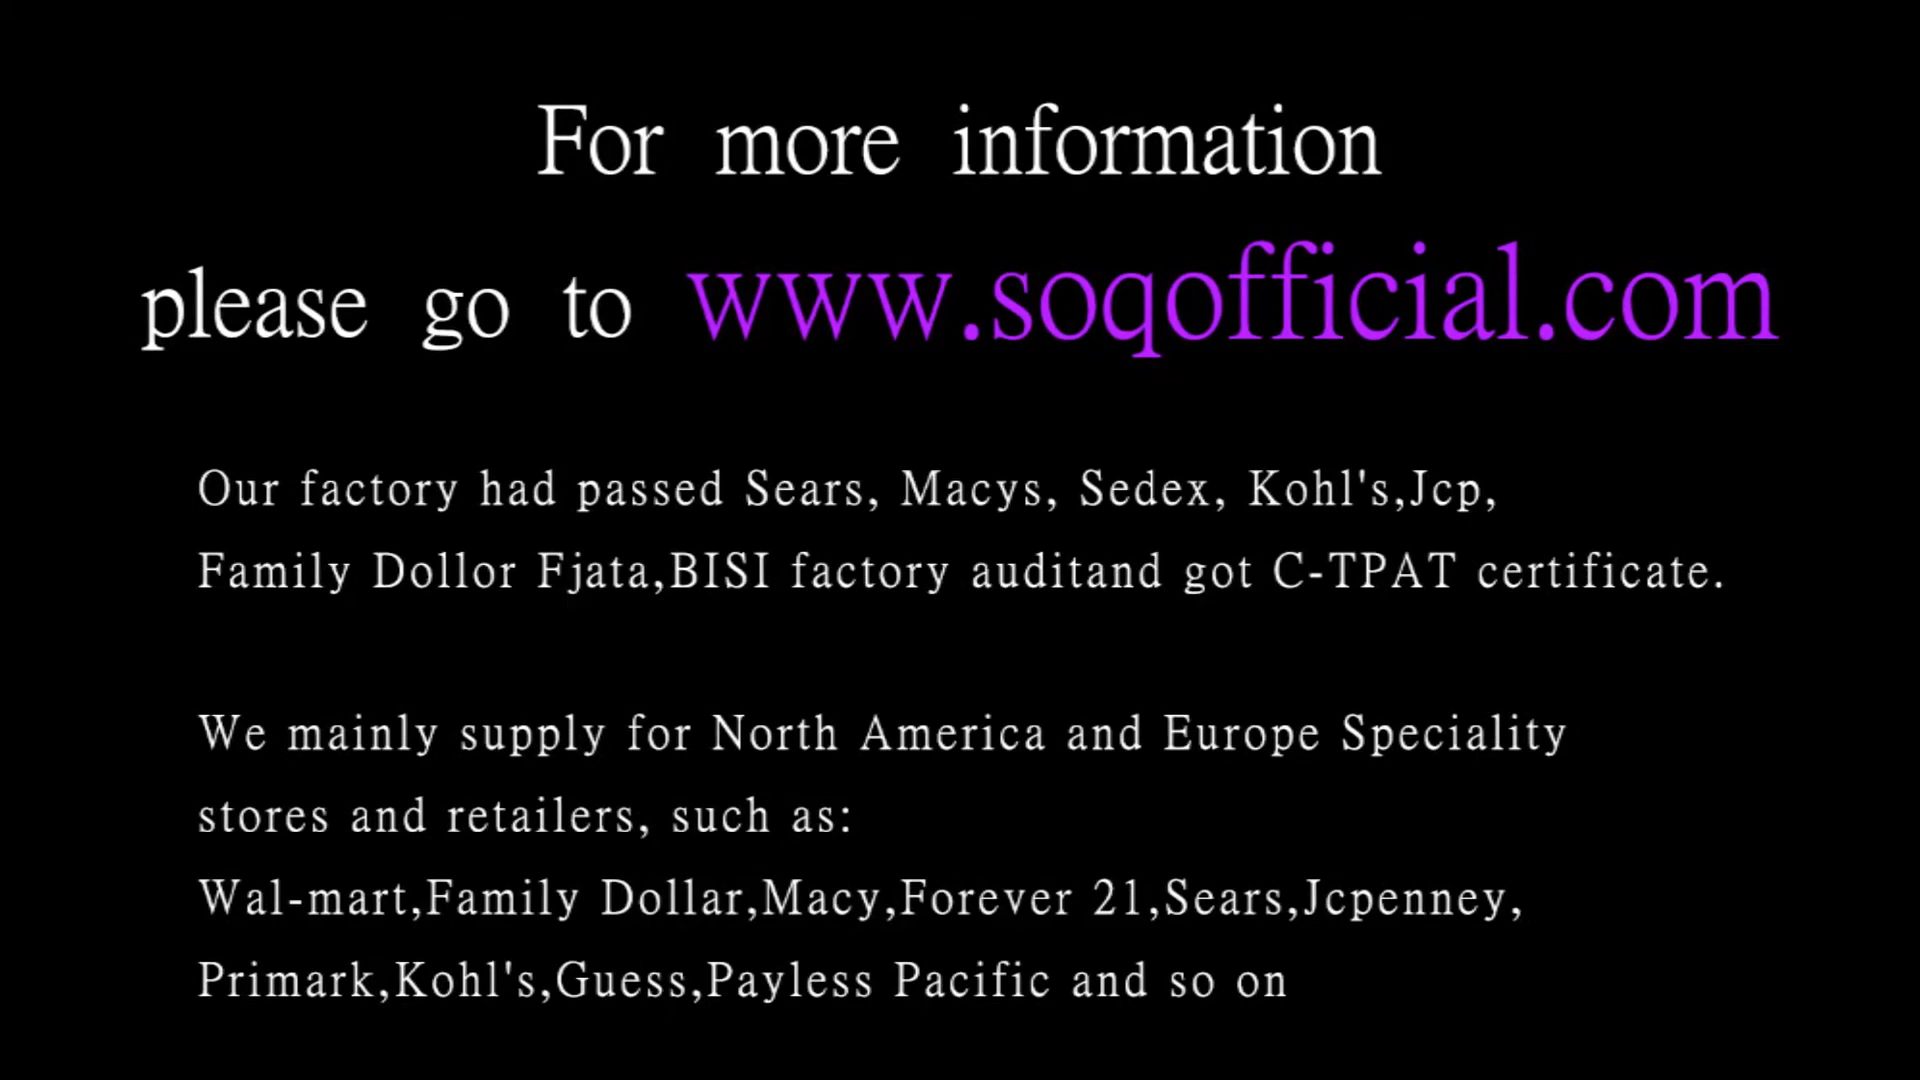 For more information
please go to www.soqofficial.com
Our factory had passed Sears, Macys, Sedex, Kohl's,Jcp,
Family Dollor Fjata,BISI factory auditand got C-TPAT certificate.
We mainly supply for North America and Europe Speciality
stores and retailers, such as:
Wal-mart,Family Dollar,Macy,Forever 21,Sears,Jcpenney,
Primark,Kohl's,Guess,Payless Pacific and so on